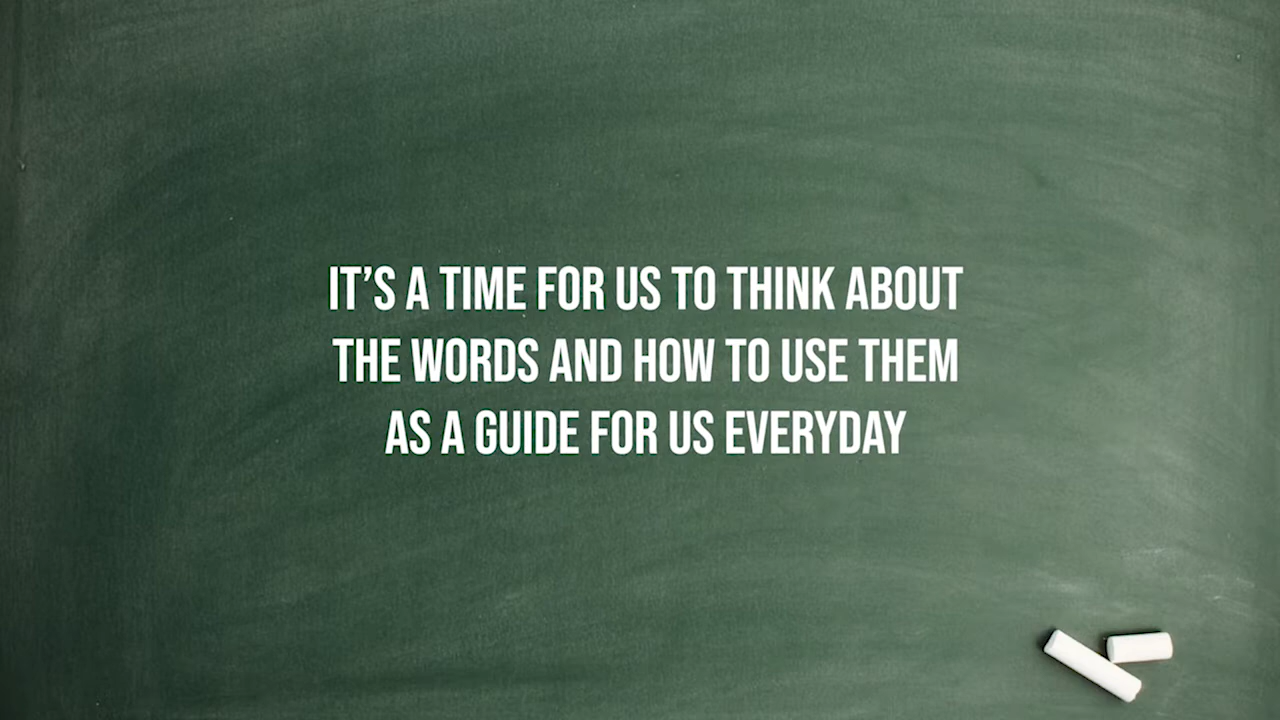 IT’S A TIME FOR US TO THINK ABOUT
THE WORDS AND HOW TO USE THEM
AS A GUIDE FOR US EVERYDAY